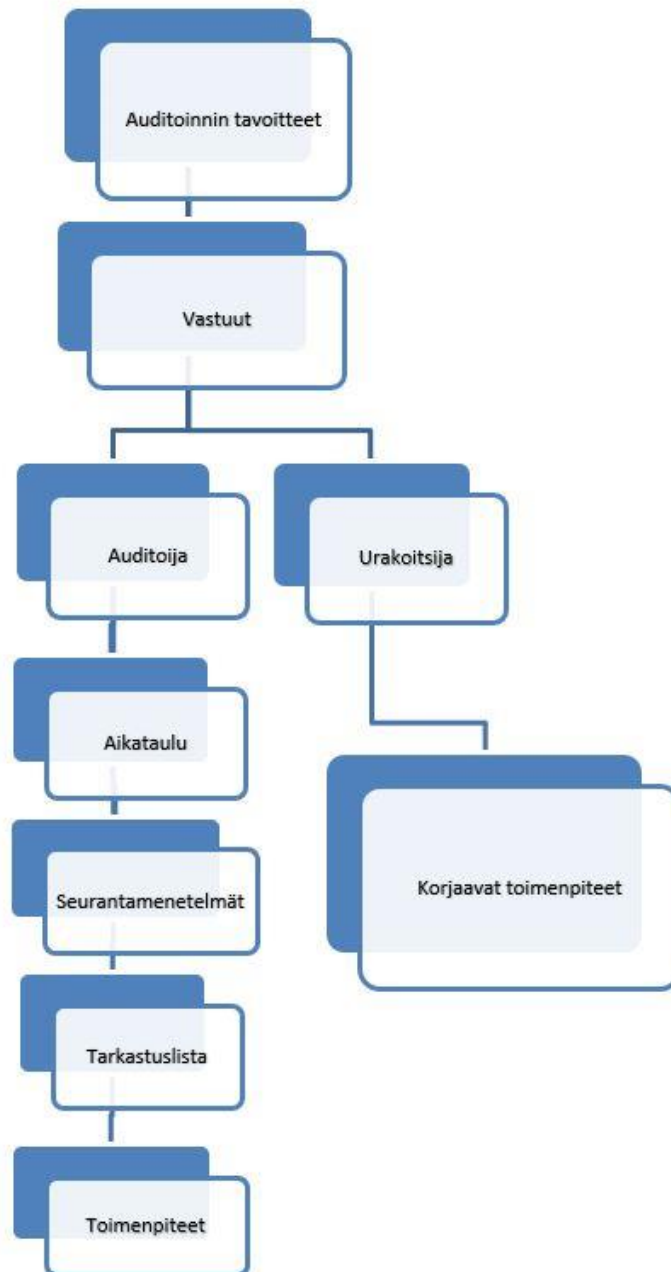 Auditoinnin tavoitteet
Vastuut
Auditoija
Urakoitsija
Aikataulu
Korjaavat toimenpiteet
Seurantamenetelmät
Tarkastuslista
Toimenpiteet